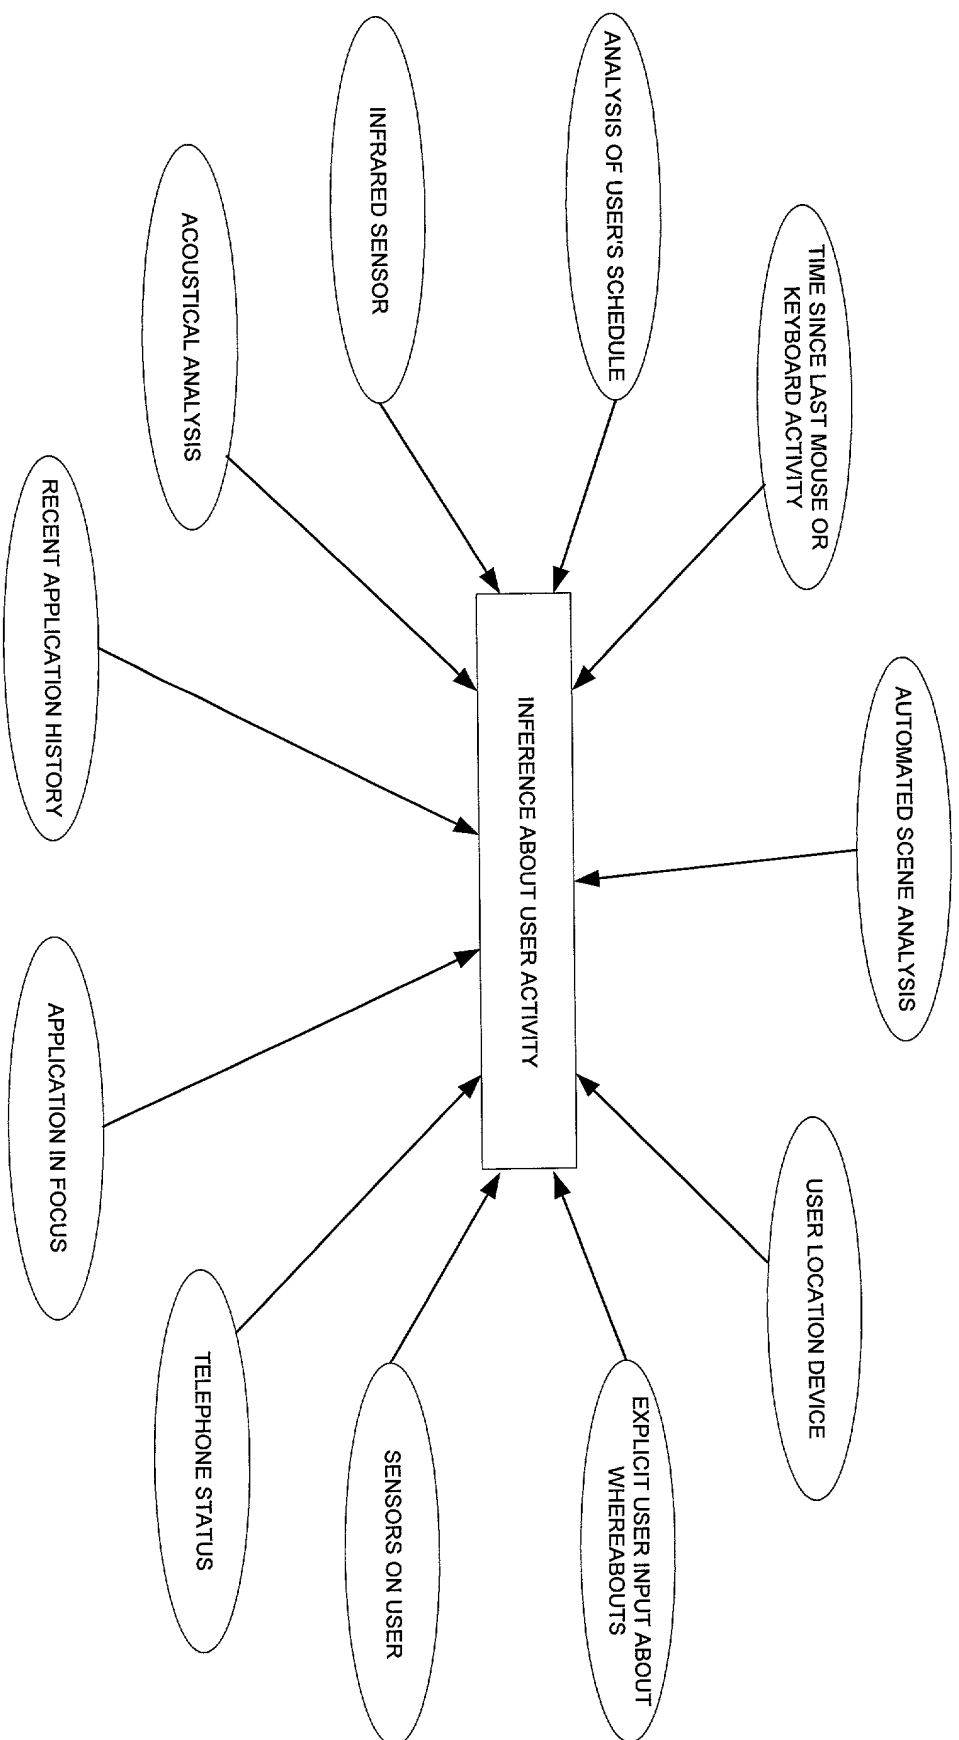 AUTOMATED SCENE ANALYSIS
TIME SINCE LAST MOUSE OR
KEYBOARD ACTIVITY
USER LOCATION DEVICE
ANALYSIS OF USER'S SCHEDULE
EXPLICIT USER INPUT ABOUT
WHEREABOUTS
INFERENCE ABOUT USER ACTIVITY
INFRARED SENSOR
SENSORS ON USER
ACOUSTICAL ANALYSIS
TELEPHONE STATUS
RECENT APPLICATION HISTORY
APPLICATION IN FOCUS